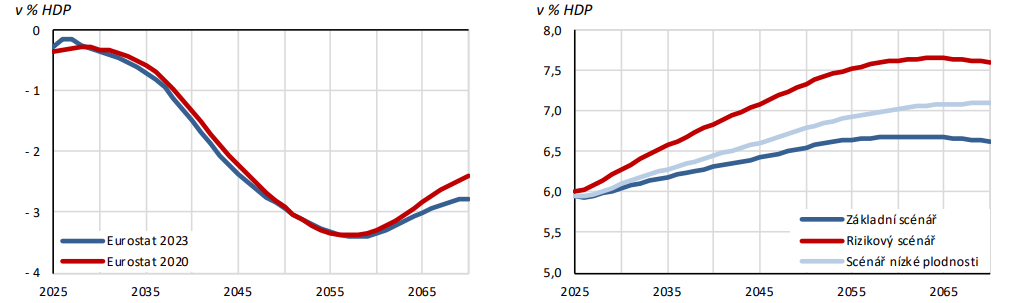 v % HDP
0
- 1
- 2
- 3
- 4
Eurostat 2023
Eurostat 2020
2025 2035 2045 2055 2065
v % HDP
8,0
7,5
7,0
6,5
6,0
5,5
5,0
Základní scénář
Rizikový scénář
Scénář nízké plodnosti
2025 2035 2045 2055 2065